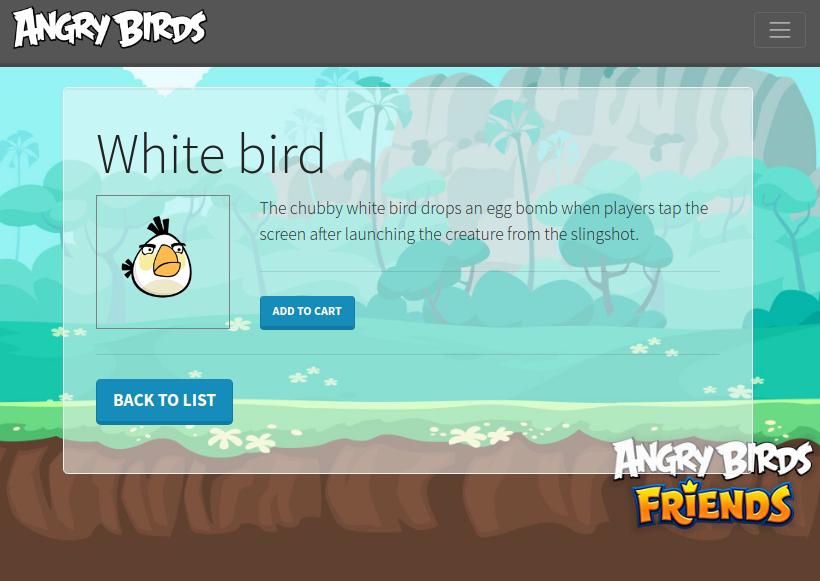 ANGRY BIRDS
White bird
The chubby white bird drops an egg bomb when players tap the
screen after launching the creature from the slingshot.
ADD TO CART
BACK TO LIST
ANGRY BIRDS
FRIENDS